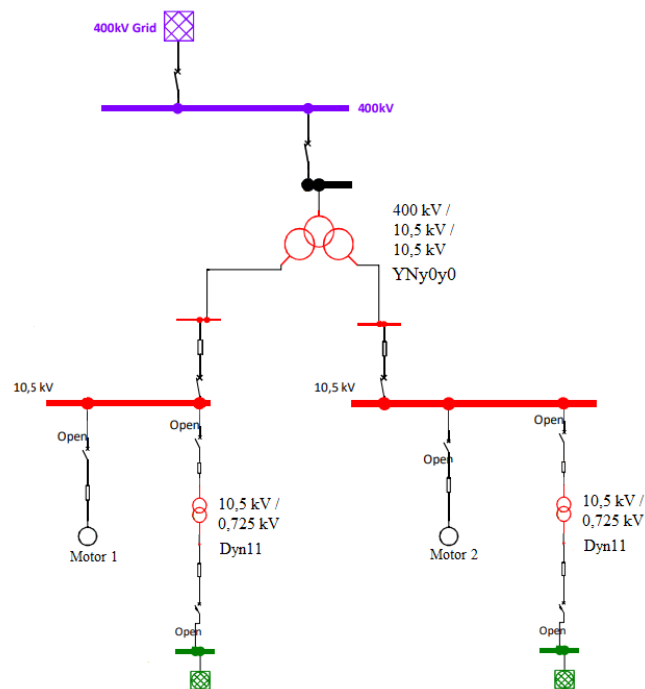 400kV Grid
400kV
400 kV /
10,5 kV /
10,5 kV
YNy0y0
10,5 kV
10,5 kV
Open
Open
Open
Open
10,5 kV /
0,725 kV
Dyn11
10,5 kV /
0,725 kV
Dyn11
Motor 1
Motor 2
Open
Open